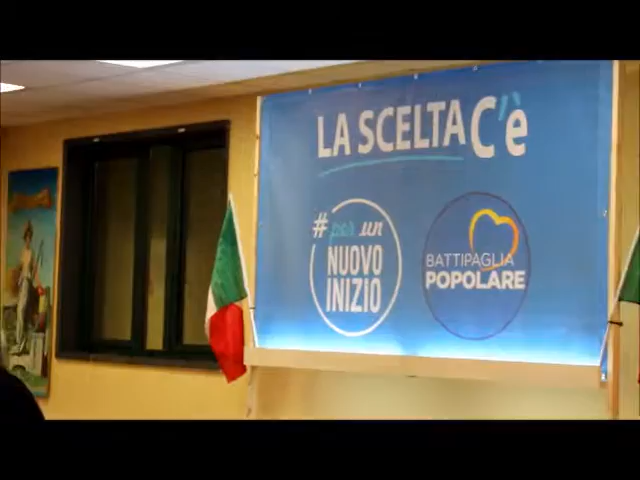 LA SCELTA C'è
#per un
NUOVO
INIZIO
BATTIPAGLIA
POPOLARE